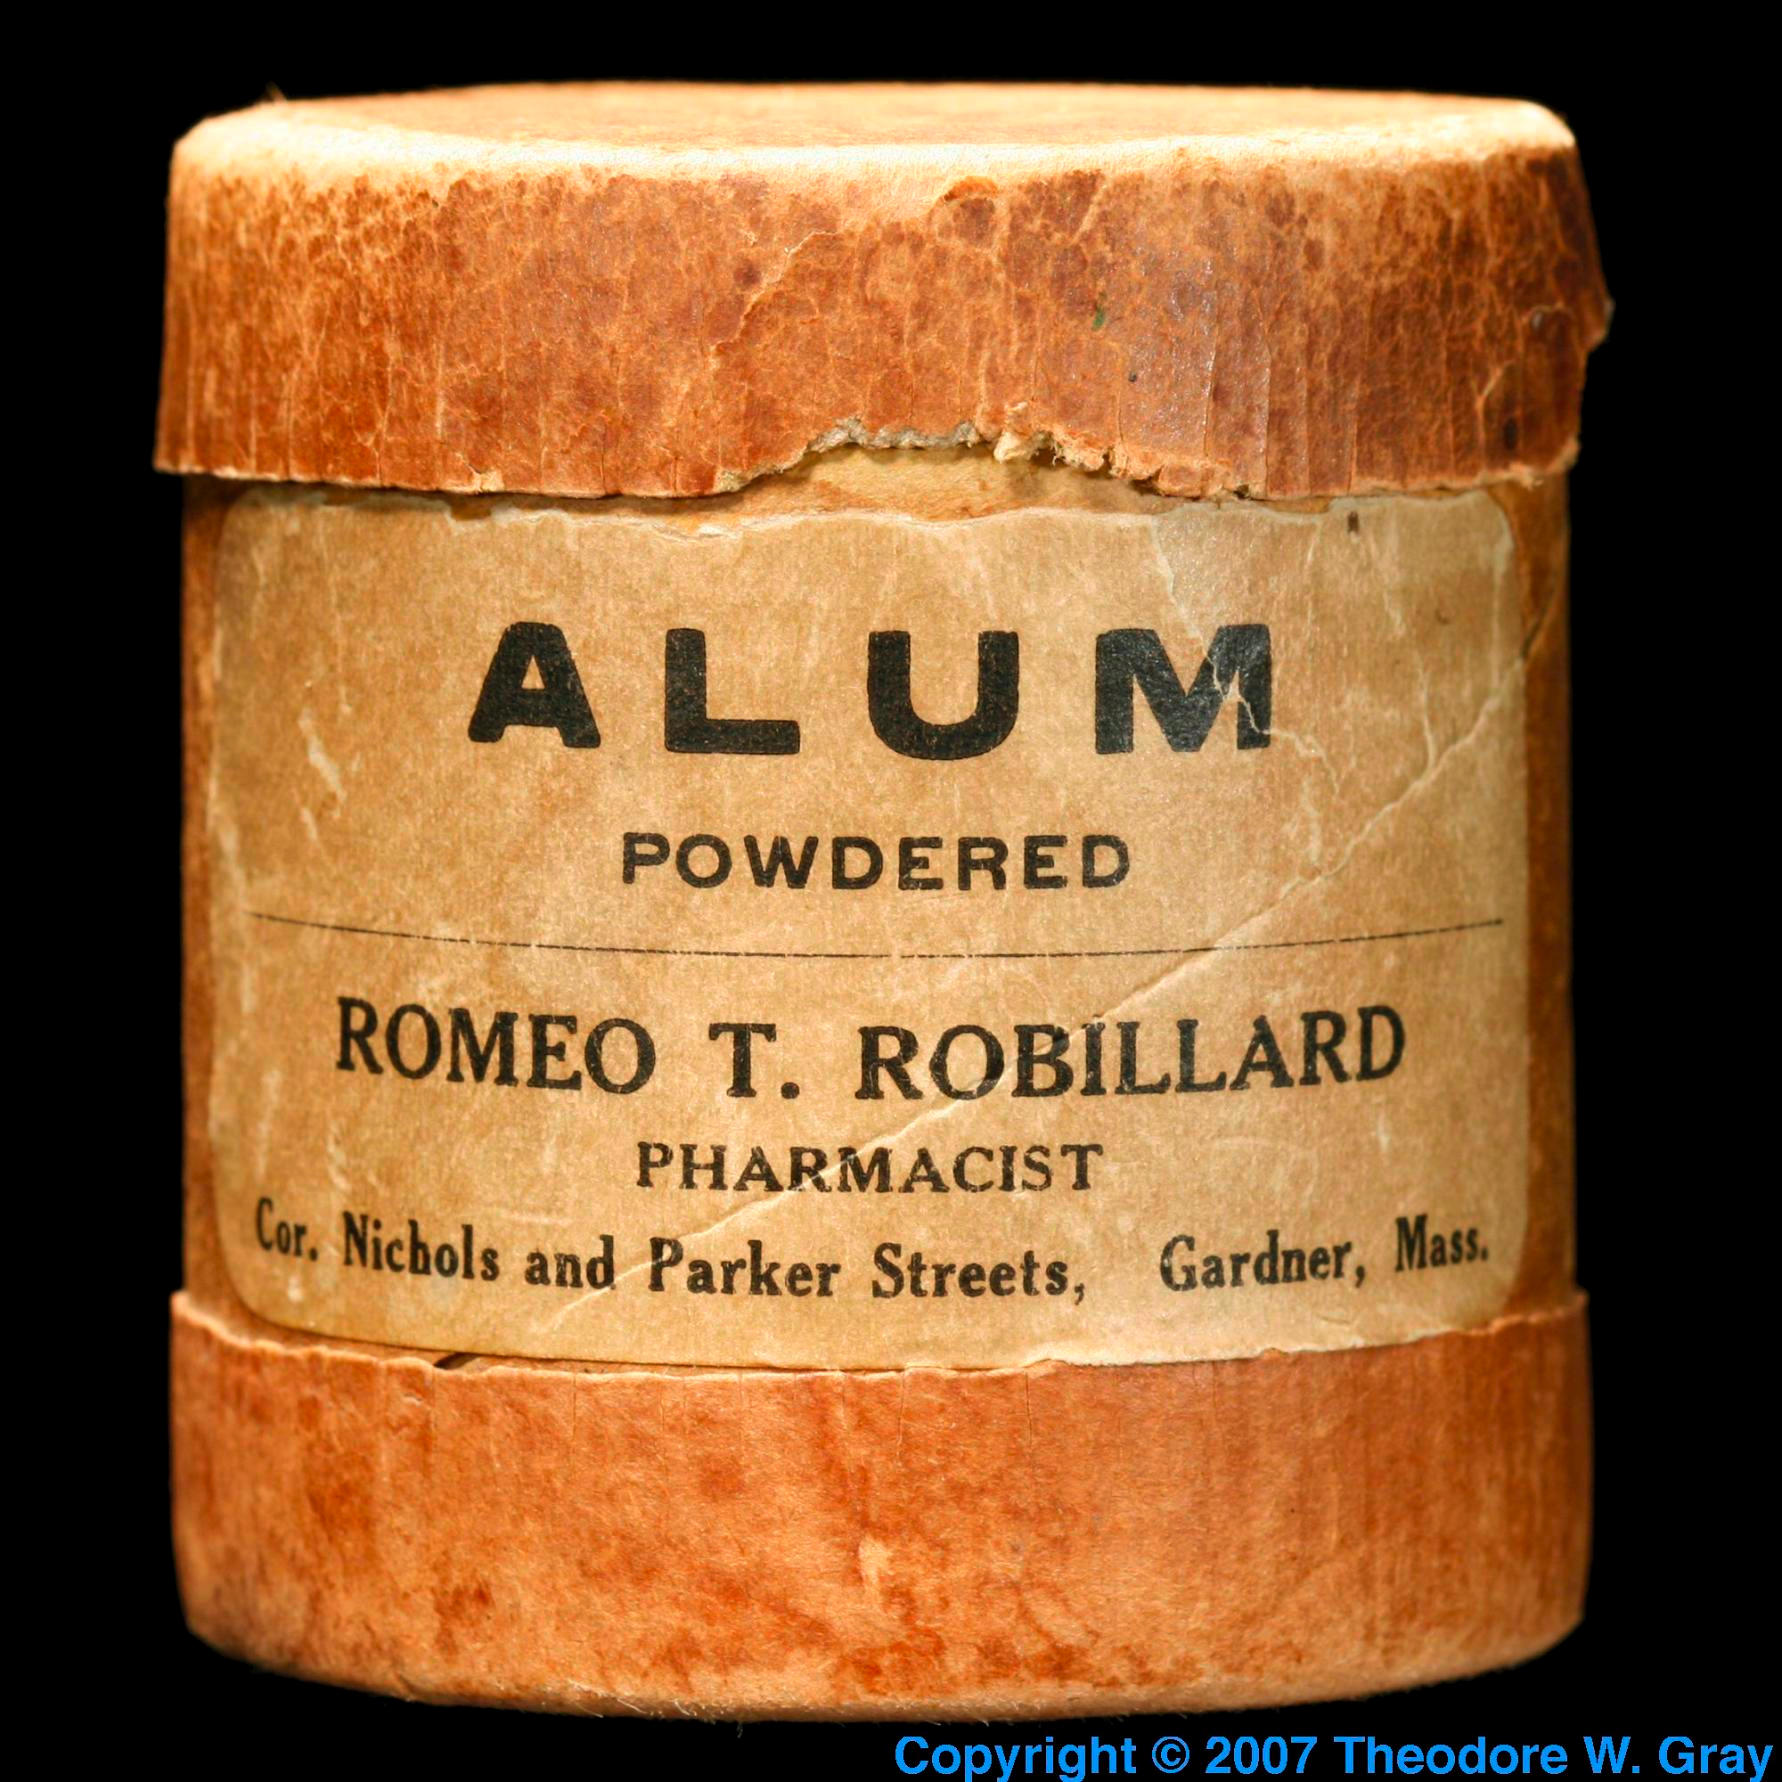 ALUM
POWDERED
ROMEO T. ROBILLARD
PHARMACIST
Cor. Nichols and Parker Streets, Gardner, Mass.
Copyright © 2007 Theodore W. Gray